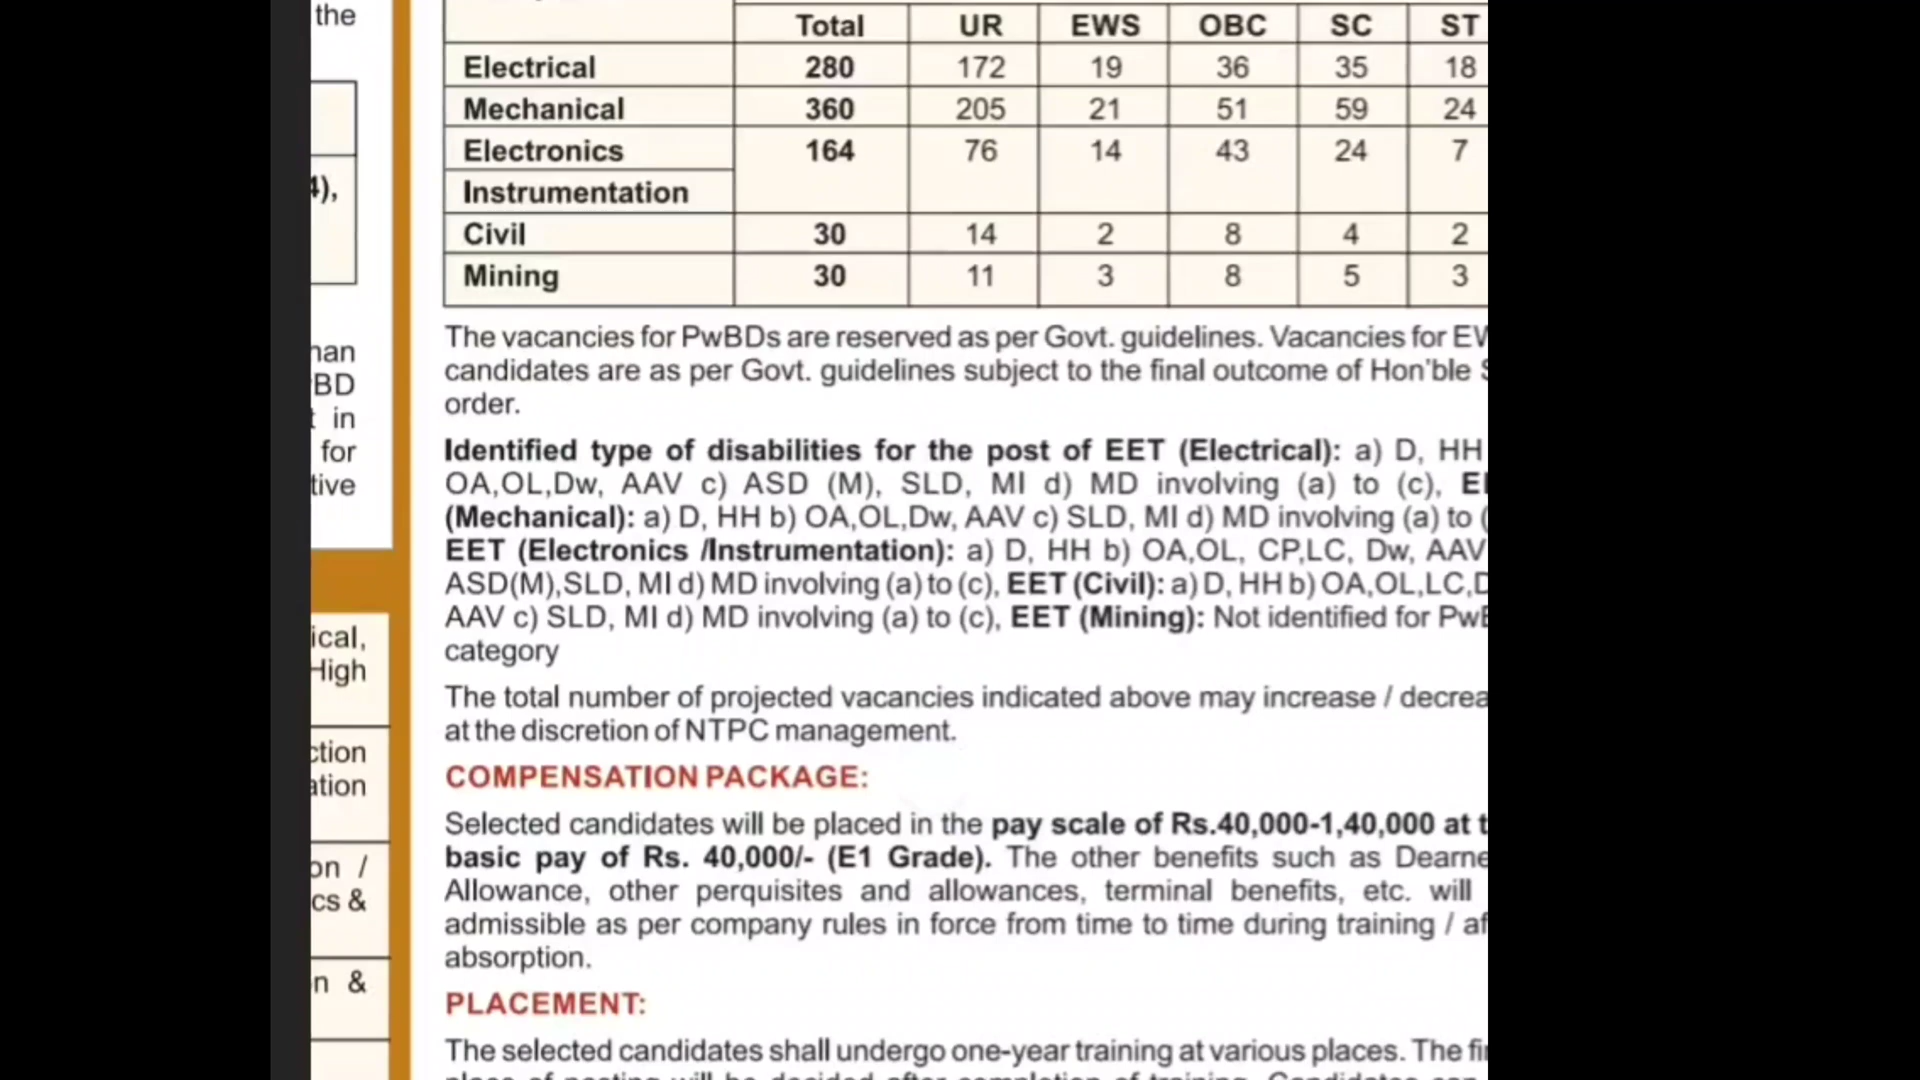 the
4),
BD
in
for
tive
ical,
High
ction
ation
on /
cs &
n &
Total UR EWS OBC SC ST
Electrical 280 172 19 36 35 18
Mechanical 360 205 21 51 59 24
Electronics 164 76 14 43 24 7
Instrumentation
Civil 30 14 2 8 4 2
Mining 30 11 3 8 5 3
The vacancies for PwBDs are reserved as per Govt. guidelines. Vacancies for
candidates are as per Govt. guidelines subject to the final outcome of Hon'ble
order.
Identified type of disabilities for the post of EET (Electrical): a) D, HH
OA,OL,Dw, AAV c) ASD (M), SLD, MI d) MD involving (a) to (c),
(Mechanical): a) D, HH b) OA,OL,Dw, AAV c) SLD, MI d) MD involving (a) to (
EET (Electronics /Instrumentation): a) D, HH b) OA,OL, CP,LC, Dw, AAV
ASD(M),SLD, MI d) MD involving (a) to (c), EET (Civil): a) D, HH b) OA,OL,LC,
AAV c) SLD, MI d) MD involving (a) to (c), EET (Mining): Not identified for
category
The total number of projected vacancies indicated above may increase / decrea
at the discretion of NTPC management.
COMPENSATION PACKAGE:
Selected candidates will be placed in the pay scale of Rs.40,000-1,40,000 at
basic pay of Rs. 40,000/- (E1 Grade). The other benefits such as Dearne
Allowance, other perquisites and allowances, terminal benefits, etc. will
admissible as per company rules in force from time to time during training / af
absorption.
PLACEMENT:
The selected candidates shall undergo one-year training at various places. The